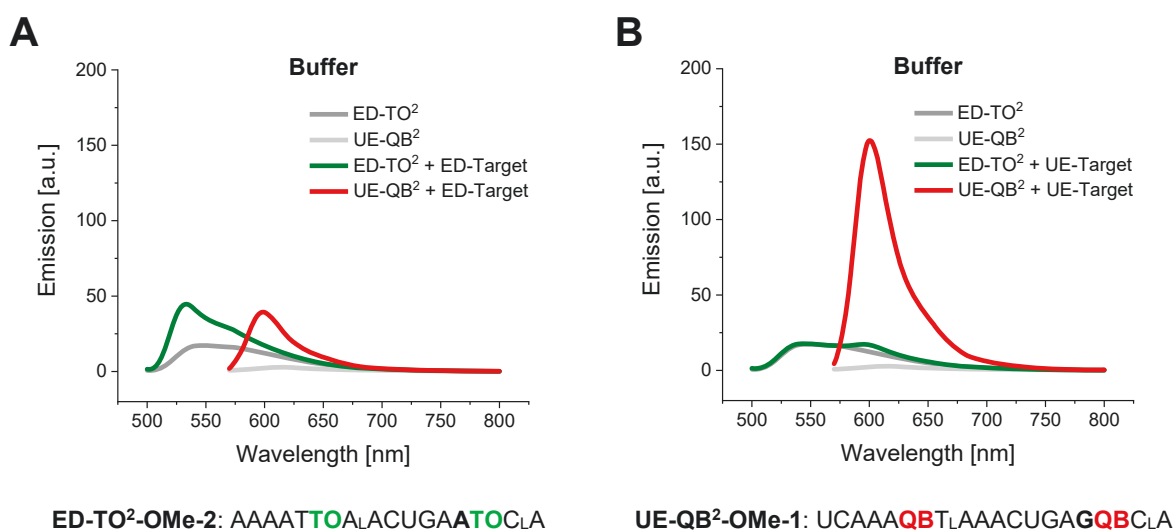 A
Buffer
200
150
100
50
0
Emission [a.u.]
ED-TO²
UE-QB²
ED-TO² + ED-Target
UE-QB² + ED-Target
500 550 600 650 700 750 800
Wavelength [nm]
ED-TO²-OMe-2: AAAATTOALACUGAATOCLA
B
Buffer
200
150
100
50
0
Emission [a.u.]
ED-TO²
UE-QB²
ED-TO² + UE-Target
UE-QB² + UE-Target
500 550 600 650 700 750 800
Wavelength [nm]
UE-QB²-OMe-1: UCAAAQBTLAAACUGAGQBCLA